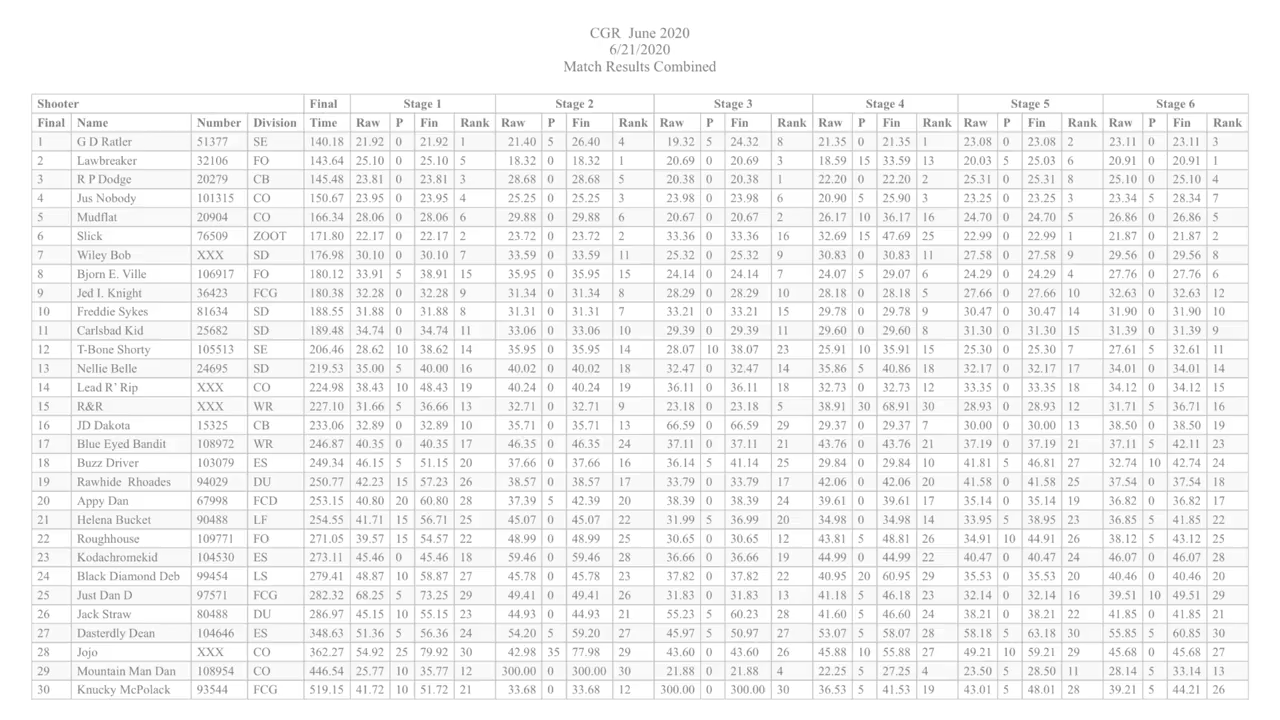 CGR June 2020
6/21/2020
Match Results Combined
Shooter Final Stage 1 Stage 2 Stage 3 Stage 4 Stage 5 Stage 6
Final Name Number Division Time Raw P Fin Rank Raw P Fin Rank Raw P Fin Rank Raw P Fin Rank Raw P Fin Rank Raw P Fin Rank
1 G D Ratler 51377 SE 140.18 21.92 0 21.92 1 21.40 5 26.40 4 19.32 5 24.32 8 21.35 0 21.35 1 23.08 0 23.08 2 23.11 0 23.11 3
2 Lawbreaker 32106 FO 143.64 25.10 0 25.10 5 18.32 0 18.32 1 20.69 0 20.69 3 18.59 15 33.59 13 20.03 5 25.03 6 20.91 0 20.91 1
3 R P Dodge 20279 CB 145.48 23.81 0 23.81 3 28.68 0 28.68 5 20.38 0 20.38 1 22.20 0 22.20 2 25.31 0 25.31 8 25.10 0 25.10 4
4 Jus Nobody 101315 CO 150.67 23.95 0 23.95 4 25.25 0 25.25 3 23.98 0 23.98 6 20.90 5 25.90 3 23.25 0 23.25 3 23.34 5 28.34 7
5 Mudflat 20904 CO 166.34 28.06 0 28.06 6 29.88 0 29.88 6 20.67 0 20.67 2 26.17 10 36.17 16 24.70 0 24.70 5 26.86 0 26.86 5
6 Slick 76509 ZOOT 171.80 22.17 0 22.17 2 23.72 0 23.72 2 33.36 0 33.36 16 32.69 15 47.69 25 22.99 0 22.99 1 21.87 0 21.87 2
7 Wiley Bob XXX SD 176.98 30.10 0 30.10 7 33.59 0 33.59 11 25.32 0 25.32 9 30.83 0 30.83 11 27.58 0 27.58 9 29.56 0 29.56 8
8 Bjorn E. Ville 106917 FO 180.12 33.91 5 38.91 15 35.95 0 35.95 15 24.14 0 24.14 7 24.07 5 29.07 6 24.29 0 24.29 4 27.76 0 27.76 6
9 Jed I. Knight 36423 FCG 180.38 32.28 0 32.28 9 31.34 0 31.34 8 28.29 0 28.29 10 28.18 0 28.18 5 27.66 0 27.66 10 32.63 0 32.63 12
10 Freddie Sykes 81634 SD 188.55 31.88 0 31.88 8 31.31 0 31.31 7 33.21 0 33.21 15 29.78 0 29.78 9 30.47 0 30.47 14 31.90 0 31.90 10
11 Carlsbad Kid 25682 SD 189.48 34.74 0 34.74 11 33.06 0 33.06 10 29.39 0 29.39 11 29.60 0 29.60 8 31.30 0 31.30 15 31.39 0 31.39 9
12 T-Bone Shorty 105513 SE 206.46 28.62 10 38.62 14 35.95 0 35.95 14 28.07 10 38.07 23 25.91 10 35.91 15 25.30 0 25.30 7 27.61 5 32.61 11
13 Nellie Belle 24695 SD 219.53 35.00 5 40.00 16 40.02 0 40.02 18 32.47 0 32.47 14 35.86 5 40.86 18 32.17 0 32.17 17 34.01 0 34.01 14
14 Lead R’ Rip XXX CO 224.98 38.43 10 48.43 19 40.24 0 40.24 19 36.11 0 36.11 18 32.73 0 32.73 12 33.35 0 33.35 18 34.12 0 34.12 15
15 R&R XXX WR 227.10 31.66 5 36.66 13 32.71 0 32.71 9 23.18 0 23.18 5 38.91 30 68.91 30 28.93 0 28.93 12 31.71 5 36.71 16
16 JD Dakota 15325 CB 233.06 32.89 0 32.89 10 35.71 0 35.71 13 66.59 0 66.59 29 29.37 0 29.37 7 30.00 0 30.00 13 38.50 0 38.50 19
17 Blue Eyed Bandit 108972 WR 246.87 40.35 0 40.35 17 46.35 0 46.35 24 37.11 0 37.11 21 43.76 0 43.76 21 37.19 0 37.19 21 37.11 5 42.11 23
18 Buzz Driver 103079 ES 249.34 46.15 5 51.15 20 37.66 0 37.66 16 36.14 5 41.14 25 29.84 0 29.84 10 41.81 5 46.81 27 32.74 10 42.74 24
19 Rawhide Rhoades 94029 DU 250.77 42.23 15 57.23 26 38.57 0 38.57 17 33.79 0 33.79 17 42.06 0 42.06 20 41.58 0 41.58 25 37.54 0 37.54 18
20 Appy Dan 67998 FCD 253.15 40.80 20 60.80 28 37.39 5 42.39 20 38.39 0 38.39 24 39.61 0 39.61 17 35.14 0 35.14 19 36.82 0 36.82 17
21 Helena Bucket 90488 LF 254.55 41.71 15 56.71 25 45.07 0 45.07 22 31.99 5 36.99 20 34.98 0 34.98 14 33.95 5 38.95 23 36.85 5 41.85 22
22 Roughhouse 109771 FO 271.05 39.57 15 54.57 22 48.99 0 48.99 25 30.65 0 30.65 12 43.81 5 48.81 26 34.91 10 44.91 26 38.12 5 43.12 25
23 Kodachromekid 104530 ES 273.11 45.46 0 45.46 18 59.46 0 59.46 28 36.66 0 36.66 19 44.99 0 44.99 22 40.47 0 40.47 24 46.07 0 46.07 28
24 Black Diamond Deb 99454 LS 279.41 48.87 10 58.87 27 45.78 0 45.78 23 37.82 0 37.82 22 40.95 20 60.95 29 35.53 0 35.53 20 40.46 0 40.46 20
25 Just Dan D 97571 FCG 282.32 68.25 5 73.25 29 49.41 0 49.41 26 31.83 0 31.83 13 41.18 5 46.18 23 32.14 0 32.14 16 39.51 10 49.51 29
26 Jack Straw 80488 DU 286.97 45.15 10 55.15 23 44.93 0 44.93 21 55.23 5 60.23 28 41.60 5 46.60 24 38.21 0 38.21 22 41.85 0 41.85 21
27 Dasterdly Dean 104646 ES 348.63 51.36 5 56.36 24 54.20 5 59.20 27 45.97 5 50.97 27 53.07 5 58.07 28 58.18 5 63.18 30 55.85 5 60.85 30
28 Jojo XXX CO 362.27 54.92 25 79.92 30 42.98 35 77.98 29 43.60 0 43.60 26 45.88 10 55.88 27 49.21 10 59.21 29 45.68 0 45.68 27
29 Mountain Man Dan 108954 CO 446.54 25.77 10 35.77 12 300.00 0 300.00 30 21.88 0 21.88 4 22.25 5 27.25 4 23.50 5 28.50 11 28.14 5 33.14 13
30 Knucky McPolack 93544 FCG 519.15 41.72 10 51.72 21 33.68 0 33.68 12 300.00 0 300.00 30 36.53 5 41.53 19 43.01 5 48.01 28 39.21 5 44.21 26